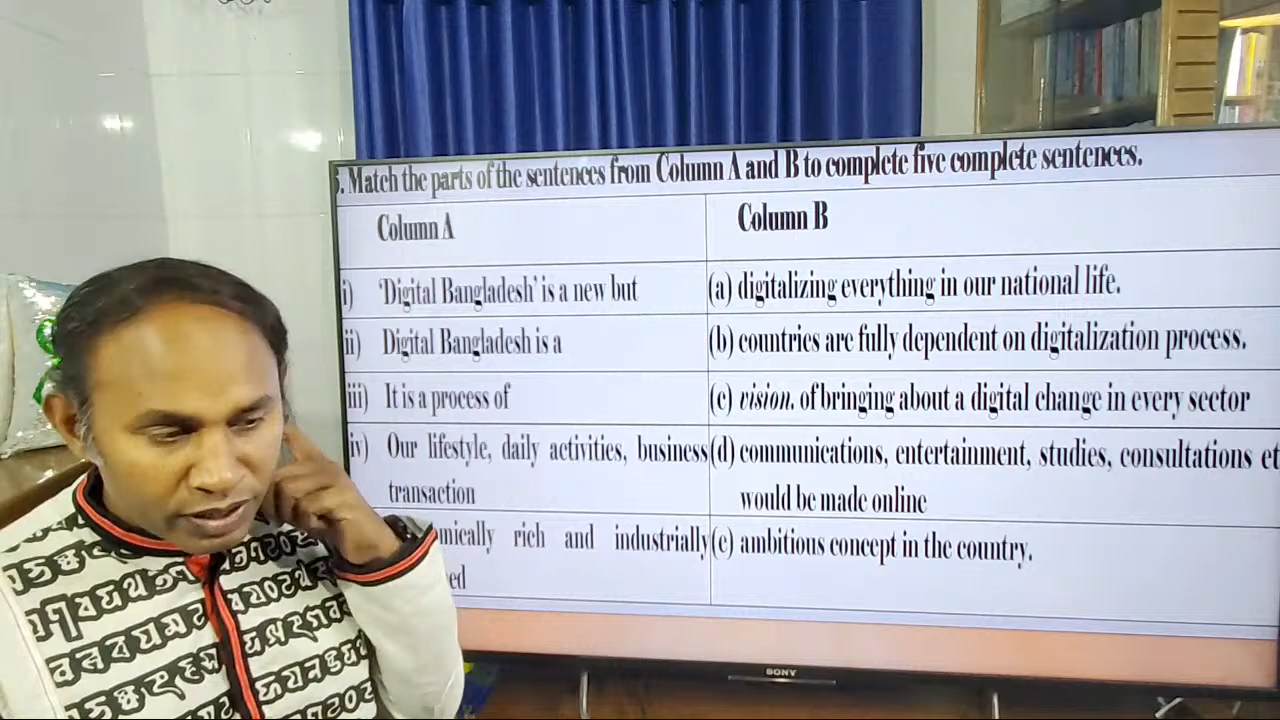 . Match the parts of the sentences from Column A and B to complete five complete sentences.
Column A
Column B
i) 'Digital Bangladesh' is a new but
(a) digitalizing everything in our national life.
ii) Digital Bangladesh is a
(b) countries are fully dependent on digitalization process.
iii) It is a process of
(c) vision. of bringing about a digital change in every sector
iv) Our lifestyle, daily activities, business
transaction
(d) communications, entertainment, studies, consultations et
would be made online
mically rich and industrially
ed
(e) ambitious concept in the country.
SONY